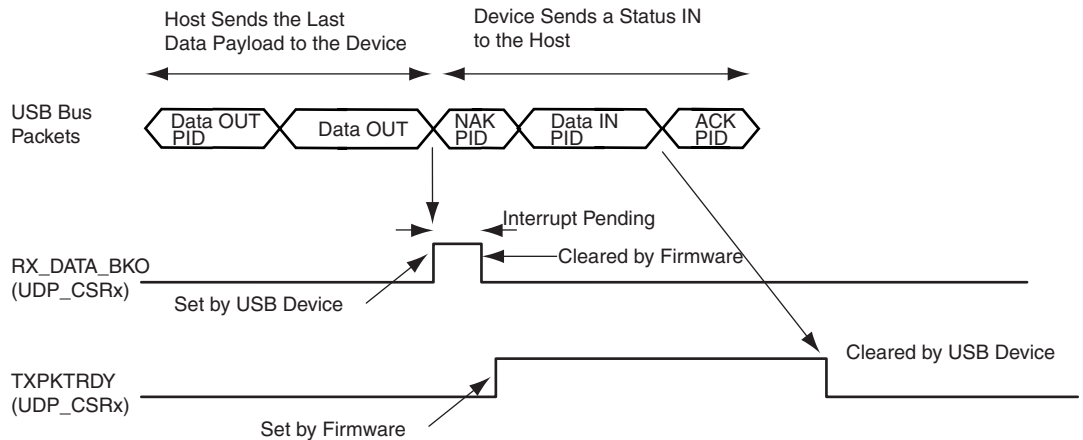 Host Sends the Last
Data Payload to the Device
Device Sends a Status IN
to the Host
USB Bus
Packets
Data OUT
PID
Data OUT
NAK
PID
Data IN
PID
ACK
PID
Interrupt Pending
RX_DATA_BKO
(UDP_CSRx)
Cleared by Firmware
Set by USB Device
Cleared by USB Device
TXPKTRDY
(UDP_CSRx)
Set by Firmware